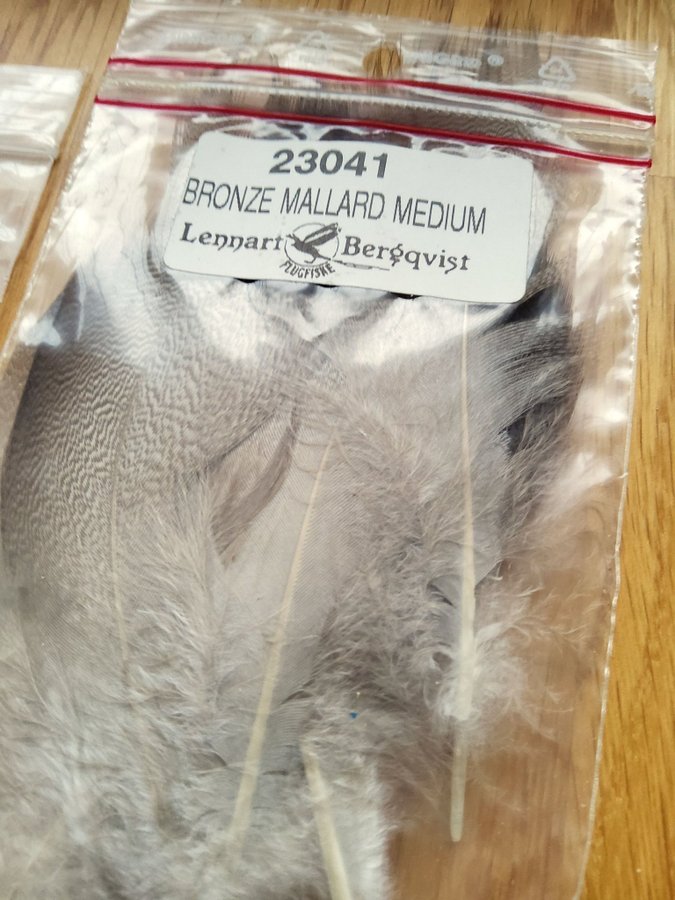 23041
BRONZE MALLARD MEDIUM
Lennart Bergqvist
FLUGFISKE